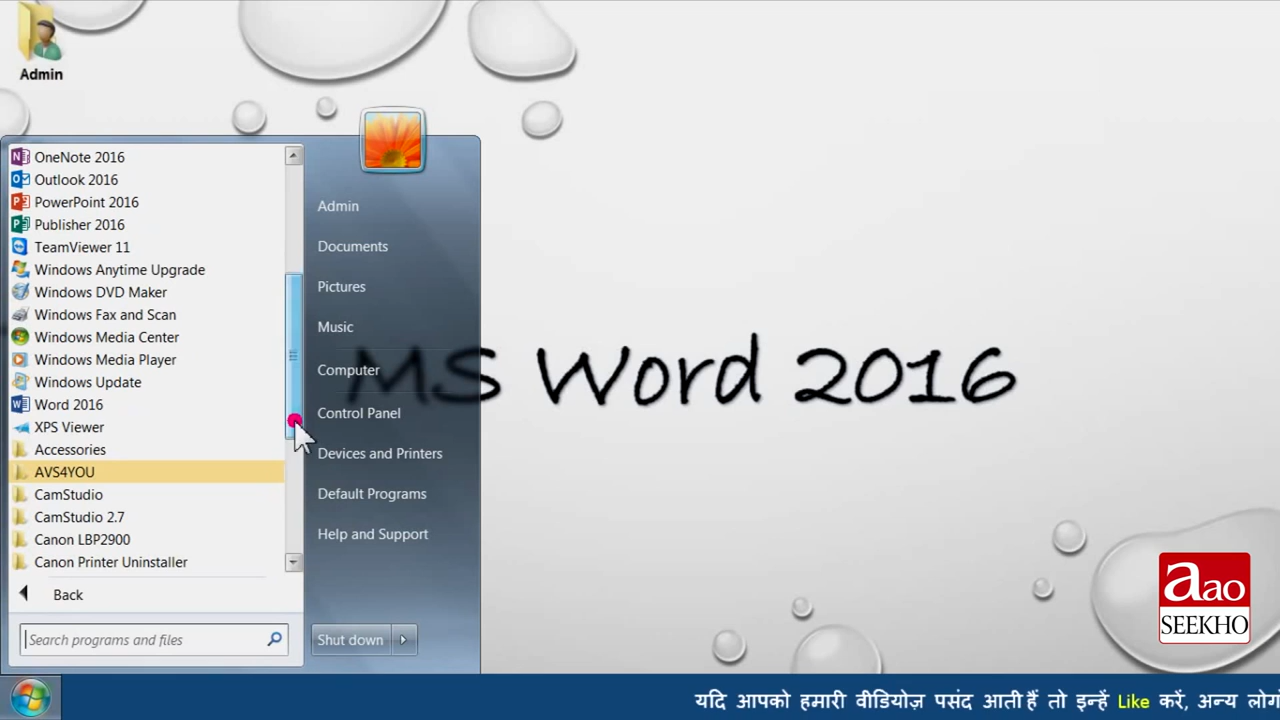 Admin
OneNote 2016
Outlook 2016
PowerPoint 2016
Publisher 2016
TeamViewer 11
Windows Anytime Upgrade
Windows DVD Maker
Windows Fax and Scan
Windows Media Center
Windows Media Player
Windows Update
Word 2016
XPS Viewer
Accessories
AVS4YOU
CamStudio
CamStudio 2.7
Canon LBP2900
Canon Printer Uninstaller
Back
Search programs and files
Admin
Documents
Pictures
Music
Computer
Control Panel
Devices and Printers
Default Programs
Help and Support
Shut down
MS Word 2016
aao
SEEKHO
यदि आपको हमारी वीडियोज़ पसंद आती हैं तो इन्हें Like करें, अन्य लोगों